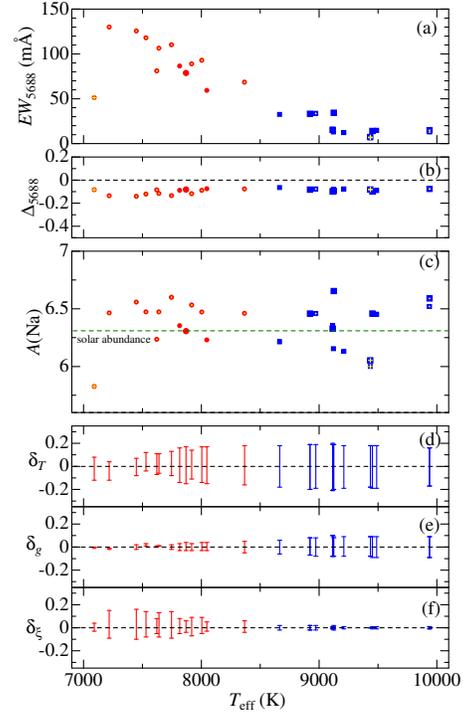 150
100
50
0
EW5688 (mÅ)
(a)
0.2
0
-0.2
-0.4
Δ5688
(b)
7
6.5
6
A(Na)
(c)
solar abundance
0.2
0
-0.2
δT
(d)
0.2
0
-0.2
δg
(e)
0.2
0
-0.2
δξ
(f)
7000 8000 9000 10000
Teff (K)